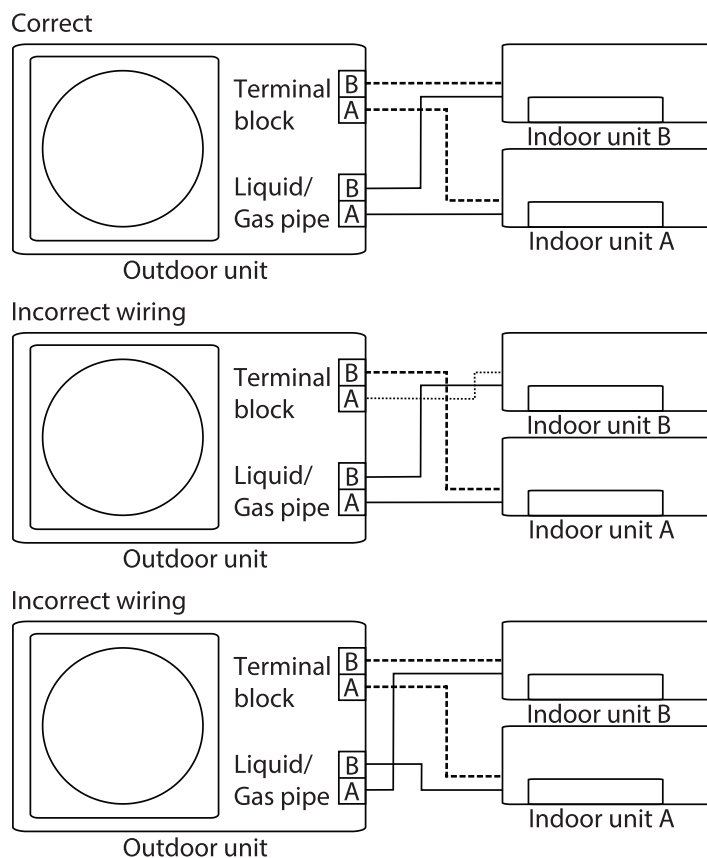 Correct
Terminal B
block A
Liquid/ B
Gas pipe A
Indoor unit B
Indoor unit A
Outdoor unit
Incorrect wiring
Terminal B
block A
Liquid/ B
Gas pipe A
Indoor unit B
Indoor unit A
Outdoor unit
Incorrect wiring
Terminal B
block A
Liquid/ B
Gas pipe A
Indoor unit B
Indoor unit A
Outdoor unit